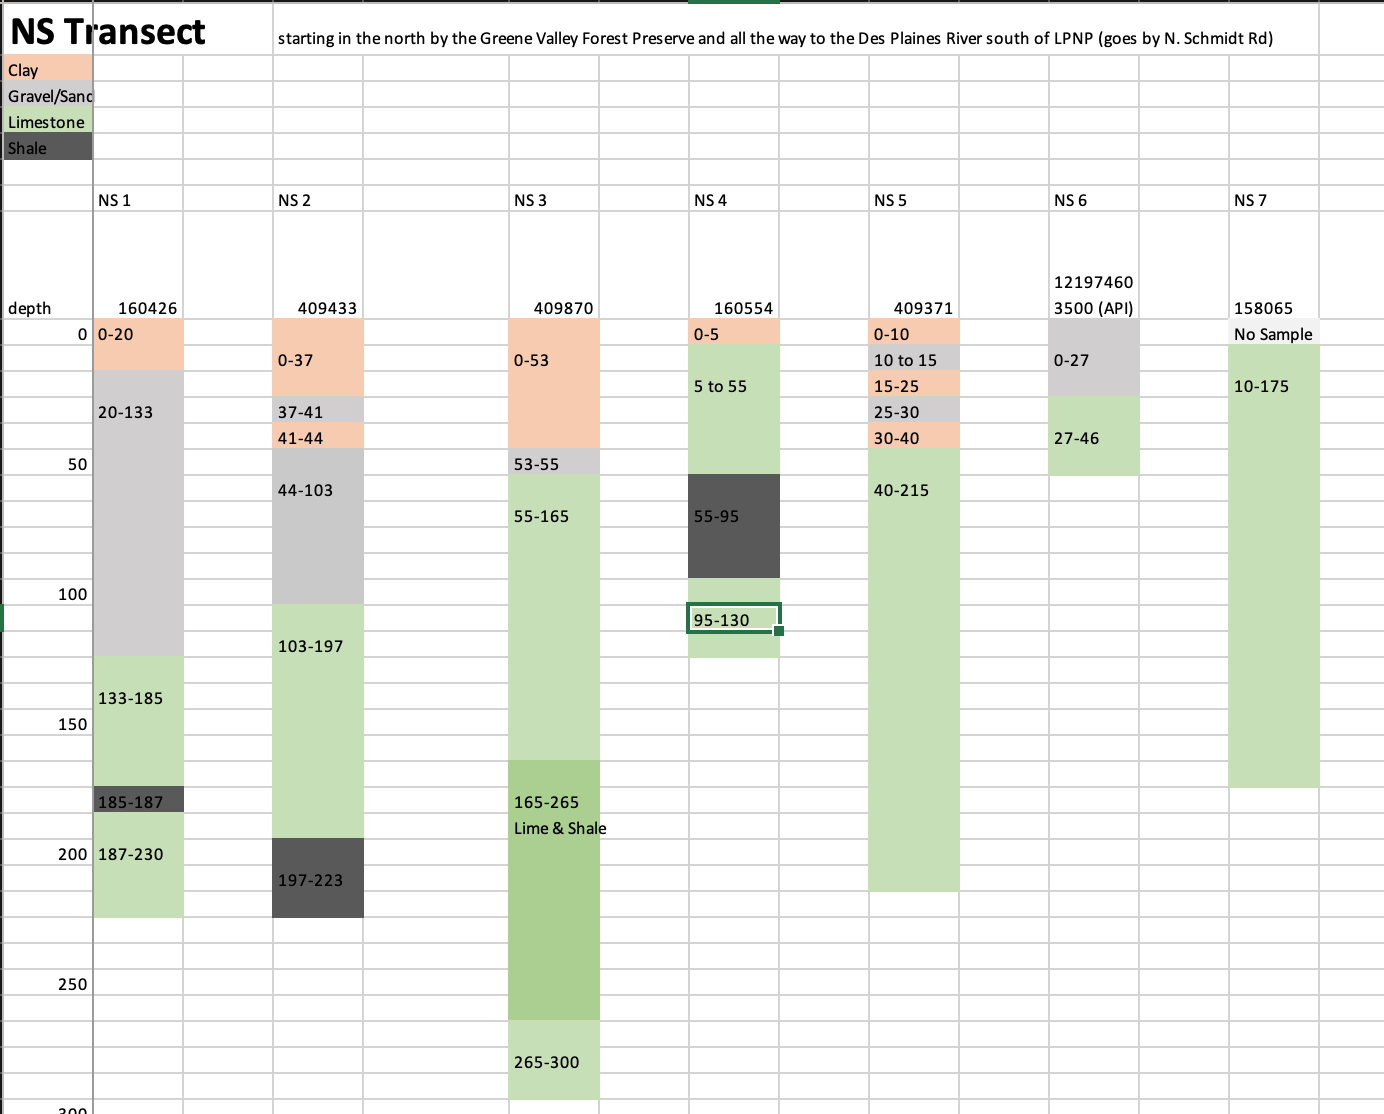 NS Transect
starting in the north by the Greene Valley Forest Preserve and all the way to the Des Plaines River south of LPNP (goes by N. Schmidt Rd)
Clay
Gravel/Sand
Limestone
Shale
NS 1 NS 2 NS 3 NS 4 NS 5 NS 6 NS 7
12197460
depth 160426 409433 409870 160554 409371 3500 (API) 158065
0 0-20 0-5 0-10 No Sample
0-37 0-53 10 to 15 0-27
5 to 55 15-25 10-175
20-133 37-41 25-30
41-44 30-40 27-46
50 53-55
44-103 40-215
55-165 55-95
100
95-130
103-197
133-185
150
185-187 165-265
Lime & Shale
200 187-230
197-223
250
265-300
300